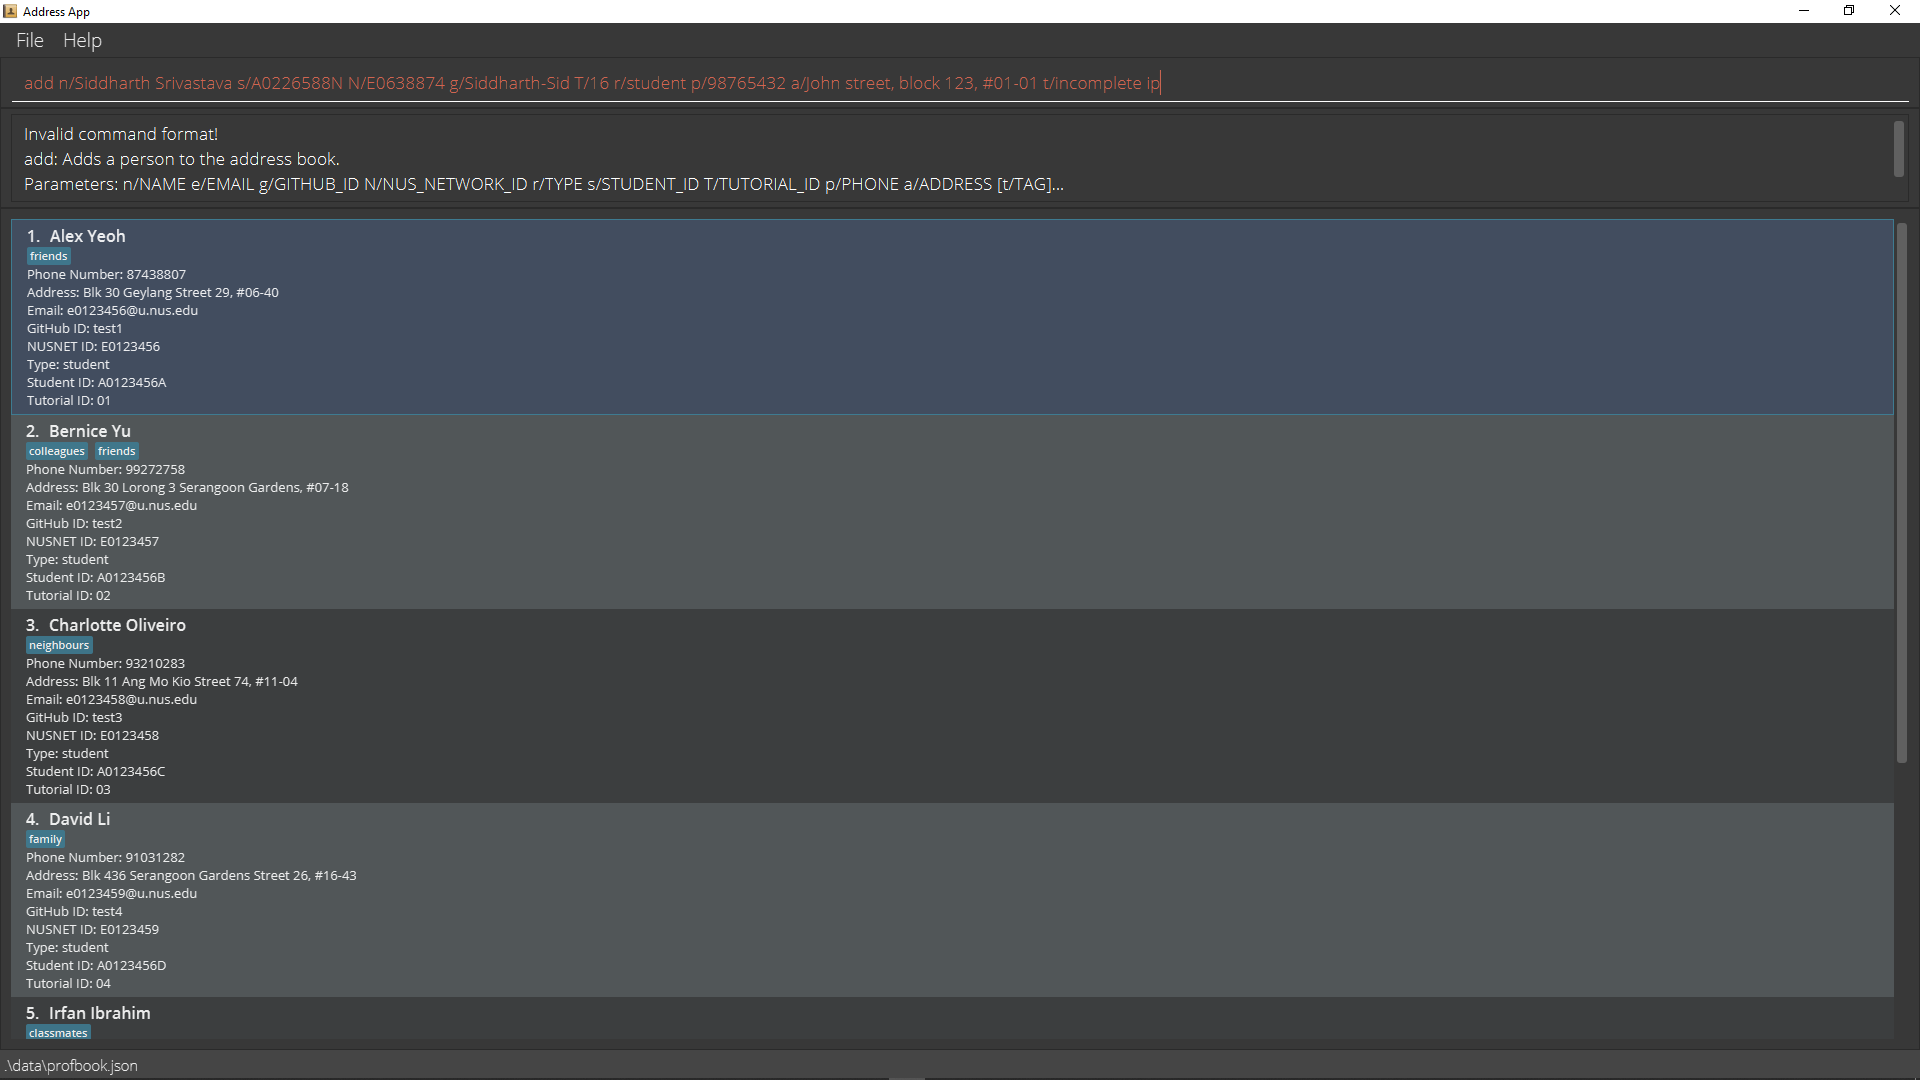 Address App
File Help
add n/Siddharth Srivastava s/A0226588N N/E0638874 g/Siddharth-Sid T/16 r/student p/98765432 a/John street, block 123, #01-01 t/incomplete ip
Invalid command format!
add: Adds a person to the address book.
Parameters: n/NAME e/EMAIL g/GITHUB_ID N/NUS_NETWORK_ID r/TYPE s/STUDENT_ID T/TUTORIAL_ID p/PHONE a/ADDRESS [t/TAG]...
1. Alex Yeoh
friends
Phone Number: 87438807
Address: Blk 30 Geylang Street 29, #06-40
Email: e0123456@u.nus.edu
GitHub ID: test1
NUSNET ID: E0123456
Type: student
Student ID: A0123456A
Tutorial ID: 01
2. Bernice Yu
colleagues friends
Phone Number: 99272758
Address: Blk 30 Lorong 3 Serangoon Gardens, #07-18
Email: e0123457@u.nus.edu
GitHub ID: test2
NUSNET ID: E0123457
Type: student
Student ID: A0123456B
Tutorial ID: 02
3. Charlotte Oliveiro
neighbours
Phone Number: 93210283
Address: Blk 11 Ang Mo Kio Street 74, #11-04
Email: e0123458@u.nus.edu
GitHub ID: test3
NUSNET ID: E0123458
Type: student
Student ID: A0123456C
Tutorial ID: 03
4. David Li
family
Phone Number: 91031282
Address: Blk 436 Serangoon Gardens Street 26, #16-43
Email: e0123459@u.nus.edu
GitHub ID: test4
NUSNET ID: E0123459
Type: student
Student ID: A0123456D
Tutorial ID: 04
5. Irfan Ibrahim
classmates
.\data\profbook.json